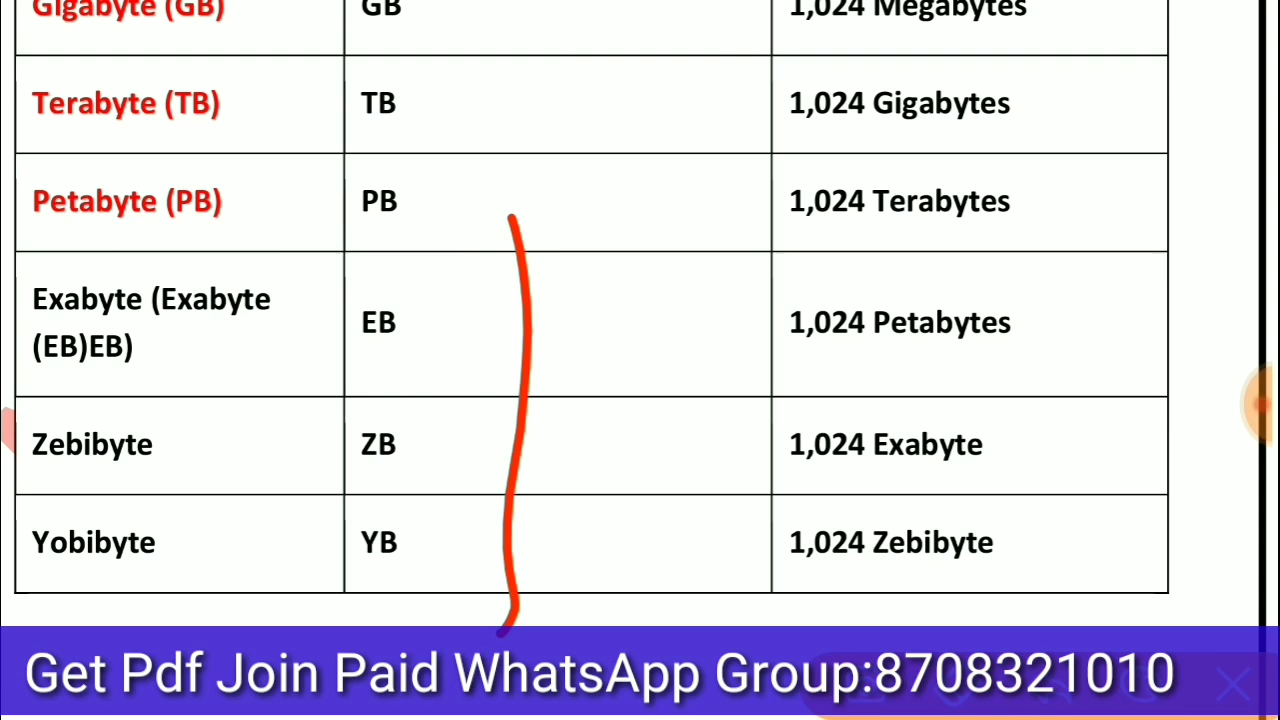 Gigabyte (GB) GB 1,024 Megabytes
Terabyte (TB) TB 1,024 Gigabytes
Petabyte (PB) PB 1,024 Terabytes
Exabyte (Exabyte
(EB)EB) EB 1,024 Petabytes
Zebibyte ZB 1,024 Exabyte
Yobibyte YB 1,024 Zebibyte
Get Pdf Join Paid WhatsApp Group:8708321010